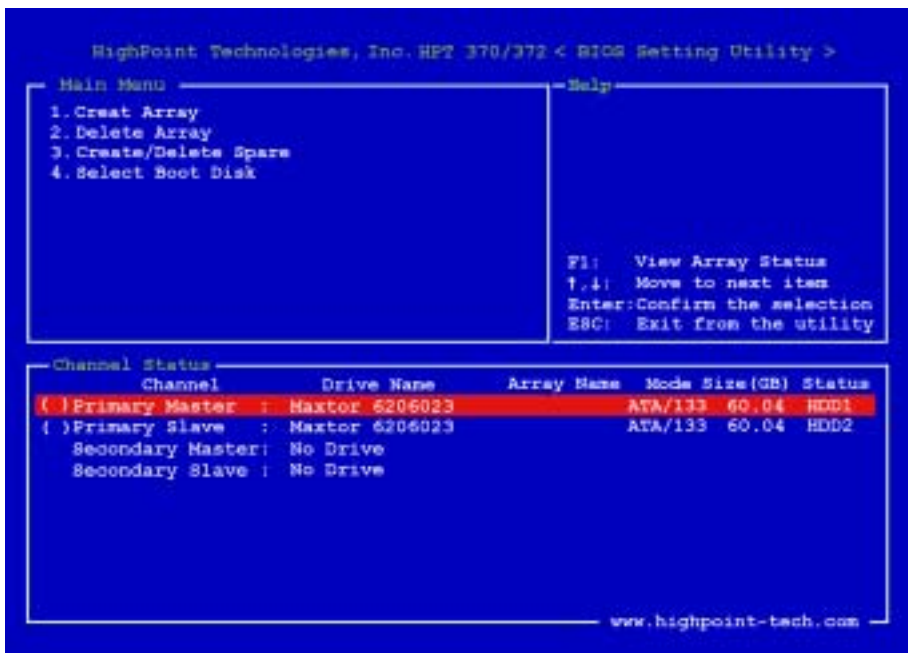 HighPoint Technologies, Inc. HPT 370/372 < BIOS Setting Utility >
Main Menu
1. Creat Array
2. Delete Array
3. Create/Delete Spare
4. Select Boot Disk
Help
F1: View Array Status
↑,↓: Move to next item
Enter:Confirm the selection
ESC: Exit from the utility
Channel Status
Channel Drive Name Array Name Mode Size(GB) Status
( )Primary Master : Maxtor 6206023 ATA/133 60.04 HDD1
( )Primary Slave : Maxtor 6206023 ATA/133 60.04 HDD2
Secondary Master: No Drive
Secondary Slave : No Drive
www.highpoint-tech.com